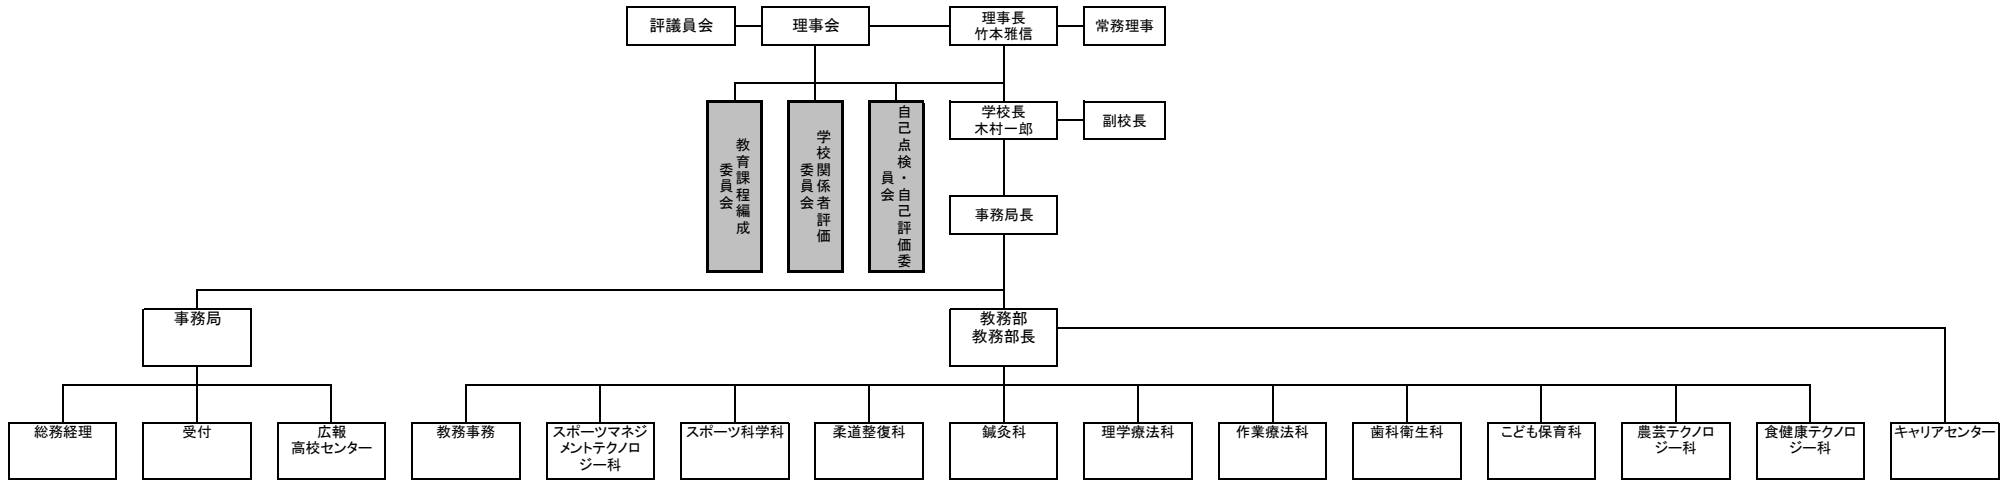 評議員会
理事会
理事長
竹本雅信
常務理事
教育課程編成
委員会
学校関係者評価
委員会
自己点検・自己評価委
員会
学校長
木村一郎
副校長
事務局長
事務局
教務部
教務部長
総務経理
受付
広報
高校センター
教務事務
スポーツマネジ
メントテクノロ
ジー科
スポーツ科学科
柔道整復科
鍼灸科
理学療法科
作業療法科
歯科衛生科
こども保育科
農芸テクノロ
ジー科
食健康テクノロ
ジー科
キャリアセンター